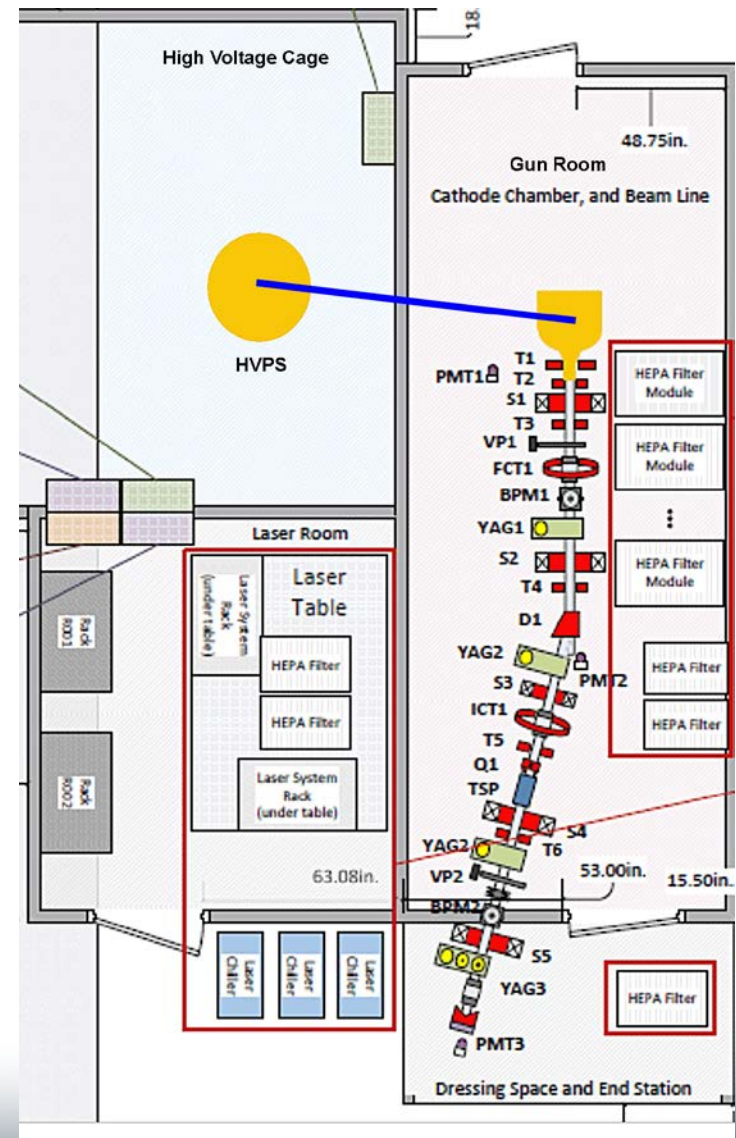 18.
High Voltage Cage
48.75in.
Gun Room
Cathode Chamber, and Beam Line
HVPS
T1
PMT1
T2
S1
T3
VP1
FCT1
BPM1
YAG1
S2
T4
D1
YAG2
PMT2
S3
ICT1
T5
Q1
TSP
S4
YAG2
T6
VP2
BPM2
S5
YAG3
PMT3
HEPA Filter
Module
HEPA Filter
Module
HEPA Filter
Module
HEPA Filter
HEPA Filter
Laser Room
Laser
Table
Laser System
Rack
(under table)
HEPA Filter
HEPA Filter
Laser System
Rack
(under table)
Rack
R001
Rack
R002
63.08in.
53.00in.
15.50in.
Laser
Chiller
Laser
Chiller
Laser
Chiller
HEPA Filter
Dressing Space and End Station